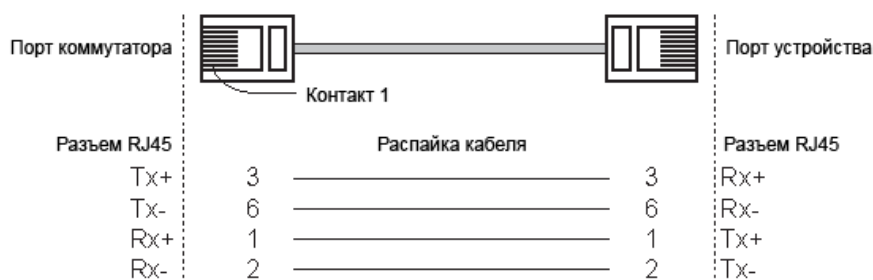 Порт коммутатора
Порт устройства
Контакт 1
Разъем RJ45 Распайка кабеля Разъем RJ45
Tx+ 3 3 Rx+
Tx- 6 6 Rx-
Rx+ 1 1 Tx+
Rx- 2 2 Tx-